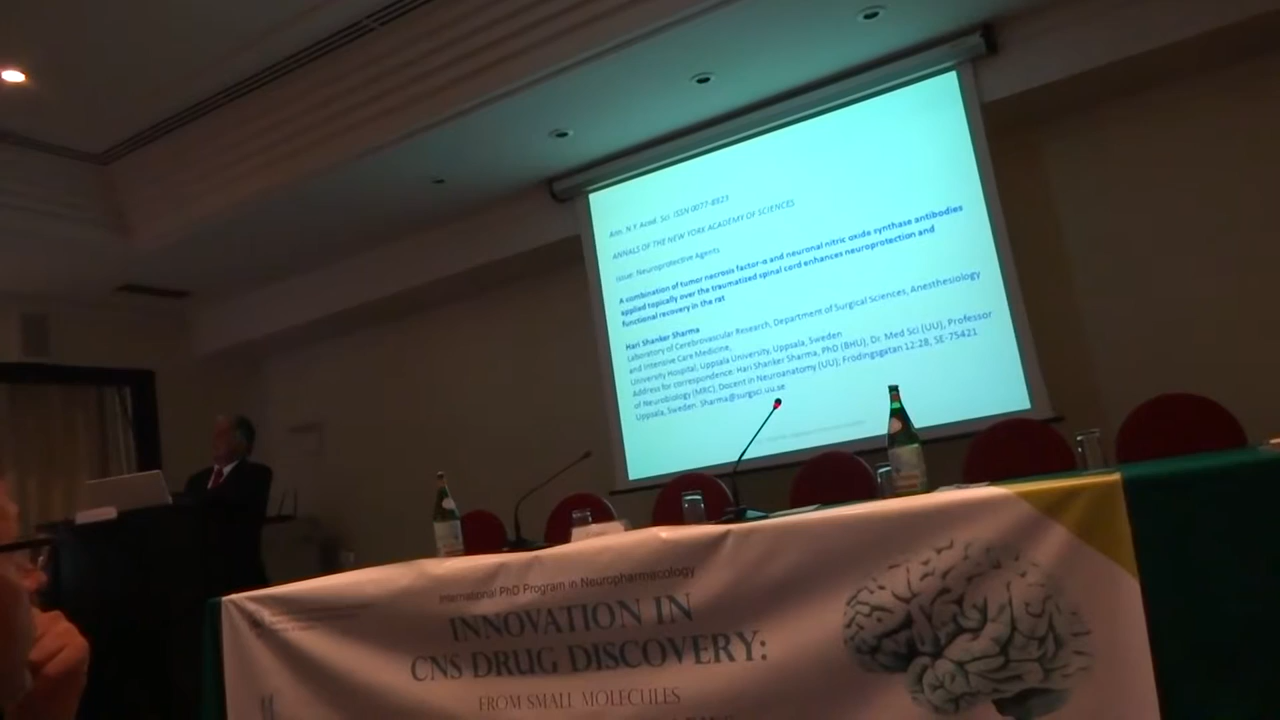 Ann. N.Y. Acad. Sci. ISSN 0077-8923
ANNALS OF THE NEW YORK ACADEMY OF SCIENCES
Issue: Neuroprotective Agents
A combination of tumor necrosis factor-α and neuronal nitric oxide synthase antibodies
applied topically over the traumatised spinal cord enhances neuroprotection and
functional recovery in the rat
Hari Shanker Sharma
Laboratory of Cerebrovascular Research, Department of Surgical Sciences, Anesthesiology
and Intensive Care Medicine,
University Hospital, Uppsala University, Uppsala, Sweden
Address for correspondence: Hari Shanker Sharma, PhD (BHU), Dr. Med Sci (UU), Professor
of Neurobiology (MRC), Docent in Neuroanatomy (UU); Frödingsgatan 12:28, SE-75421
Uppsala, Sweden. Sharma@surgsci.uu.se
International PhD Program in Neuropharmacology
INNOVATION IN
CNS DRUG DISCOVERY:
FROM SMALL MOLECULES